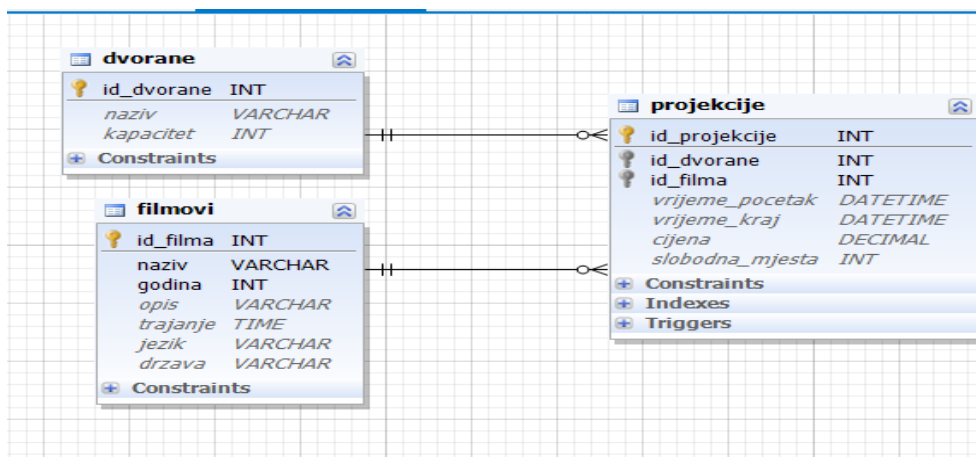 dvorane
id_dvorane INT
naziv VARCHAR
kapacitet INT
Constraints
filmovi
id_filma INT
naziv VARCHAR
godina INT
opis VARCHAR
trajanje TIME
jezik VARCHAR
drzava VARCHAR
Constraints
projekcije
id_projekcije INT
id_dvorane INT
id_filma INT
vrijeme_pocetak DATETIME
vrijeme_kraj DATETIME
cijena DECIMAL
slobodna_mjesta INT
Constraints
Indexes
Triggers